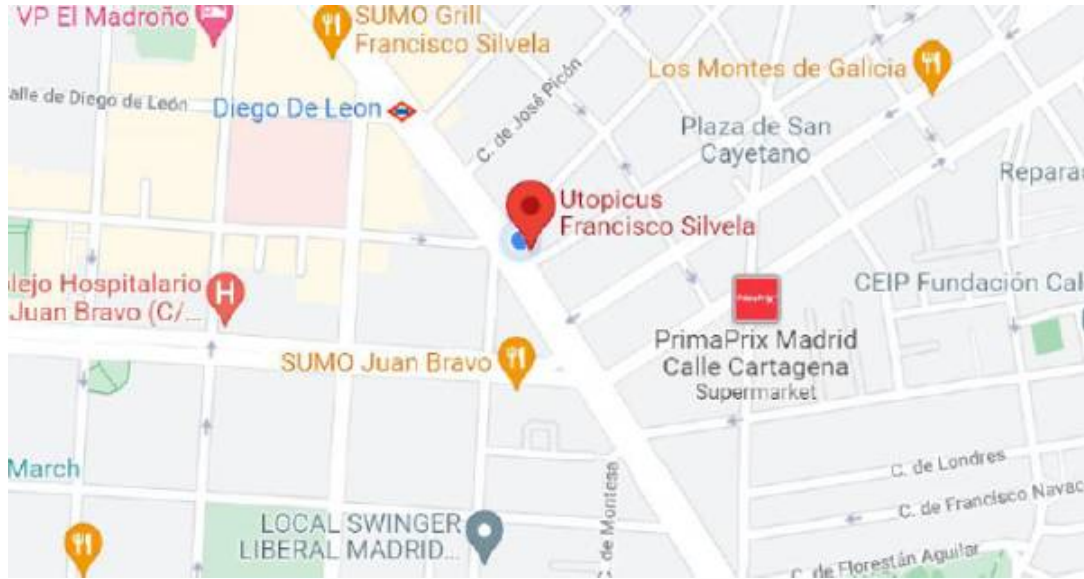 VP El Madroño
SUMO Grill
Francisco Silvela
Los Montes de Galicia
alle de Diego de León
Diego De Leon
C. de José Picón
Plaza de San
Cayetano
Repara
Utopicus
Francisco Silvela
lejo Hospitalario
Juan Bravo (C/...
H
CEIP Fundación Cal
PrimaPrix
PrimaPrix Madrid
Calle Cartagena
Supermarket
SUMO Juan Bravo
March
C. de Londres
C. de Francisco Navac
LOCAL SWINGER
LIBERAL MADRID...
C. de Montesa
C. de Florestán Aguilar